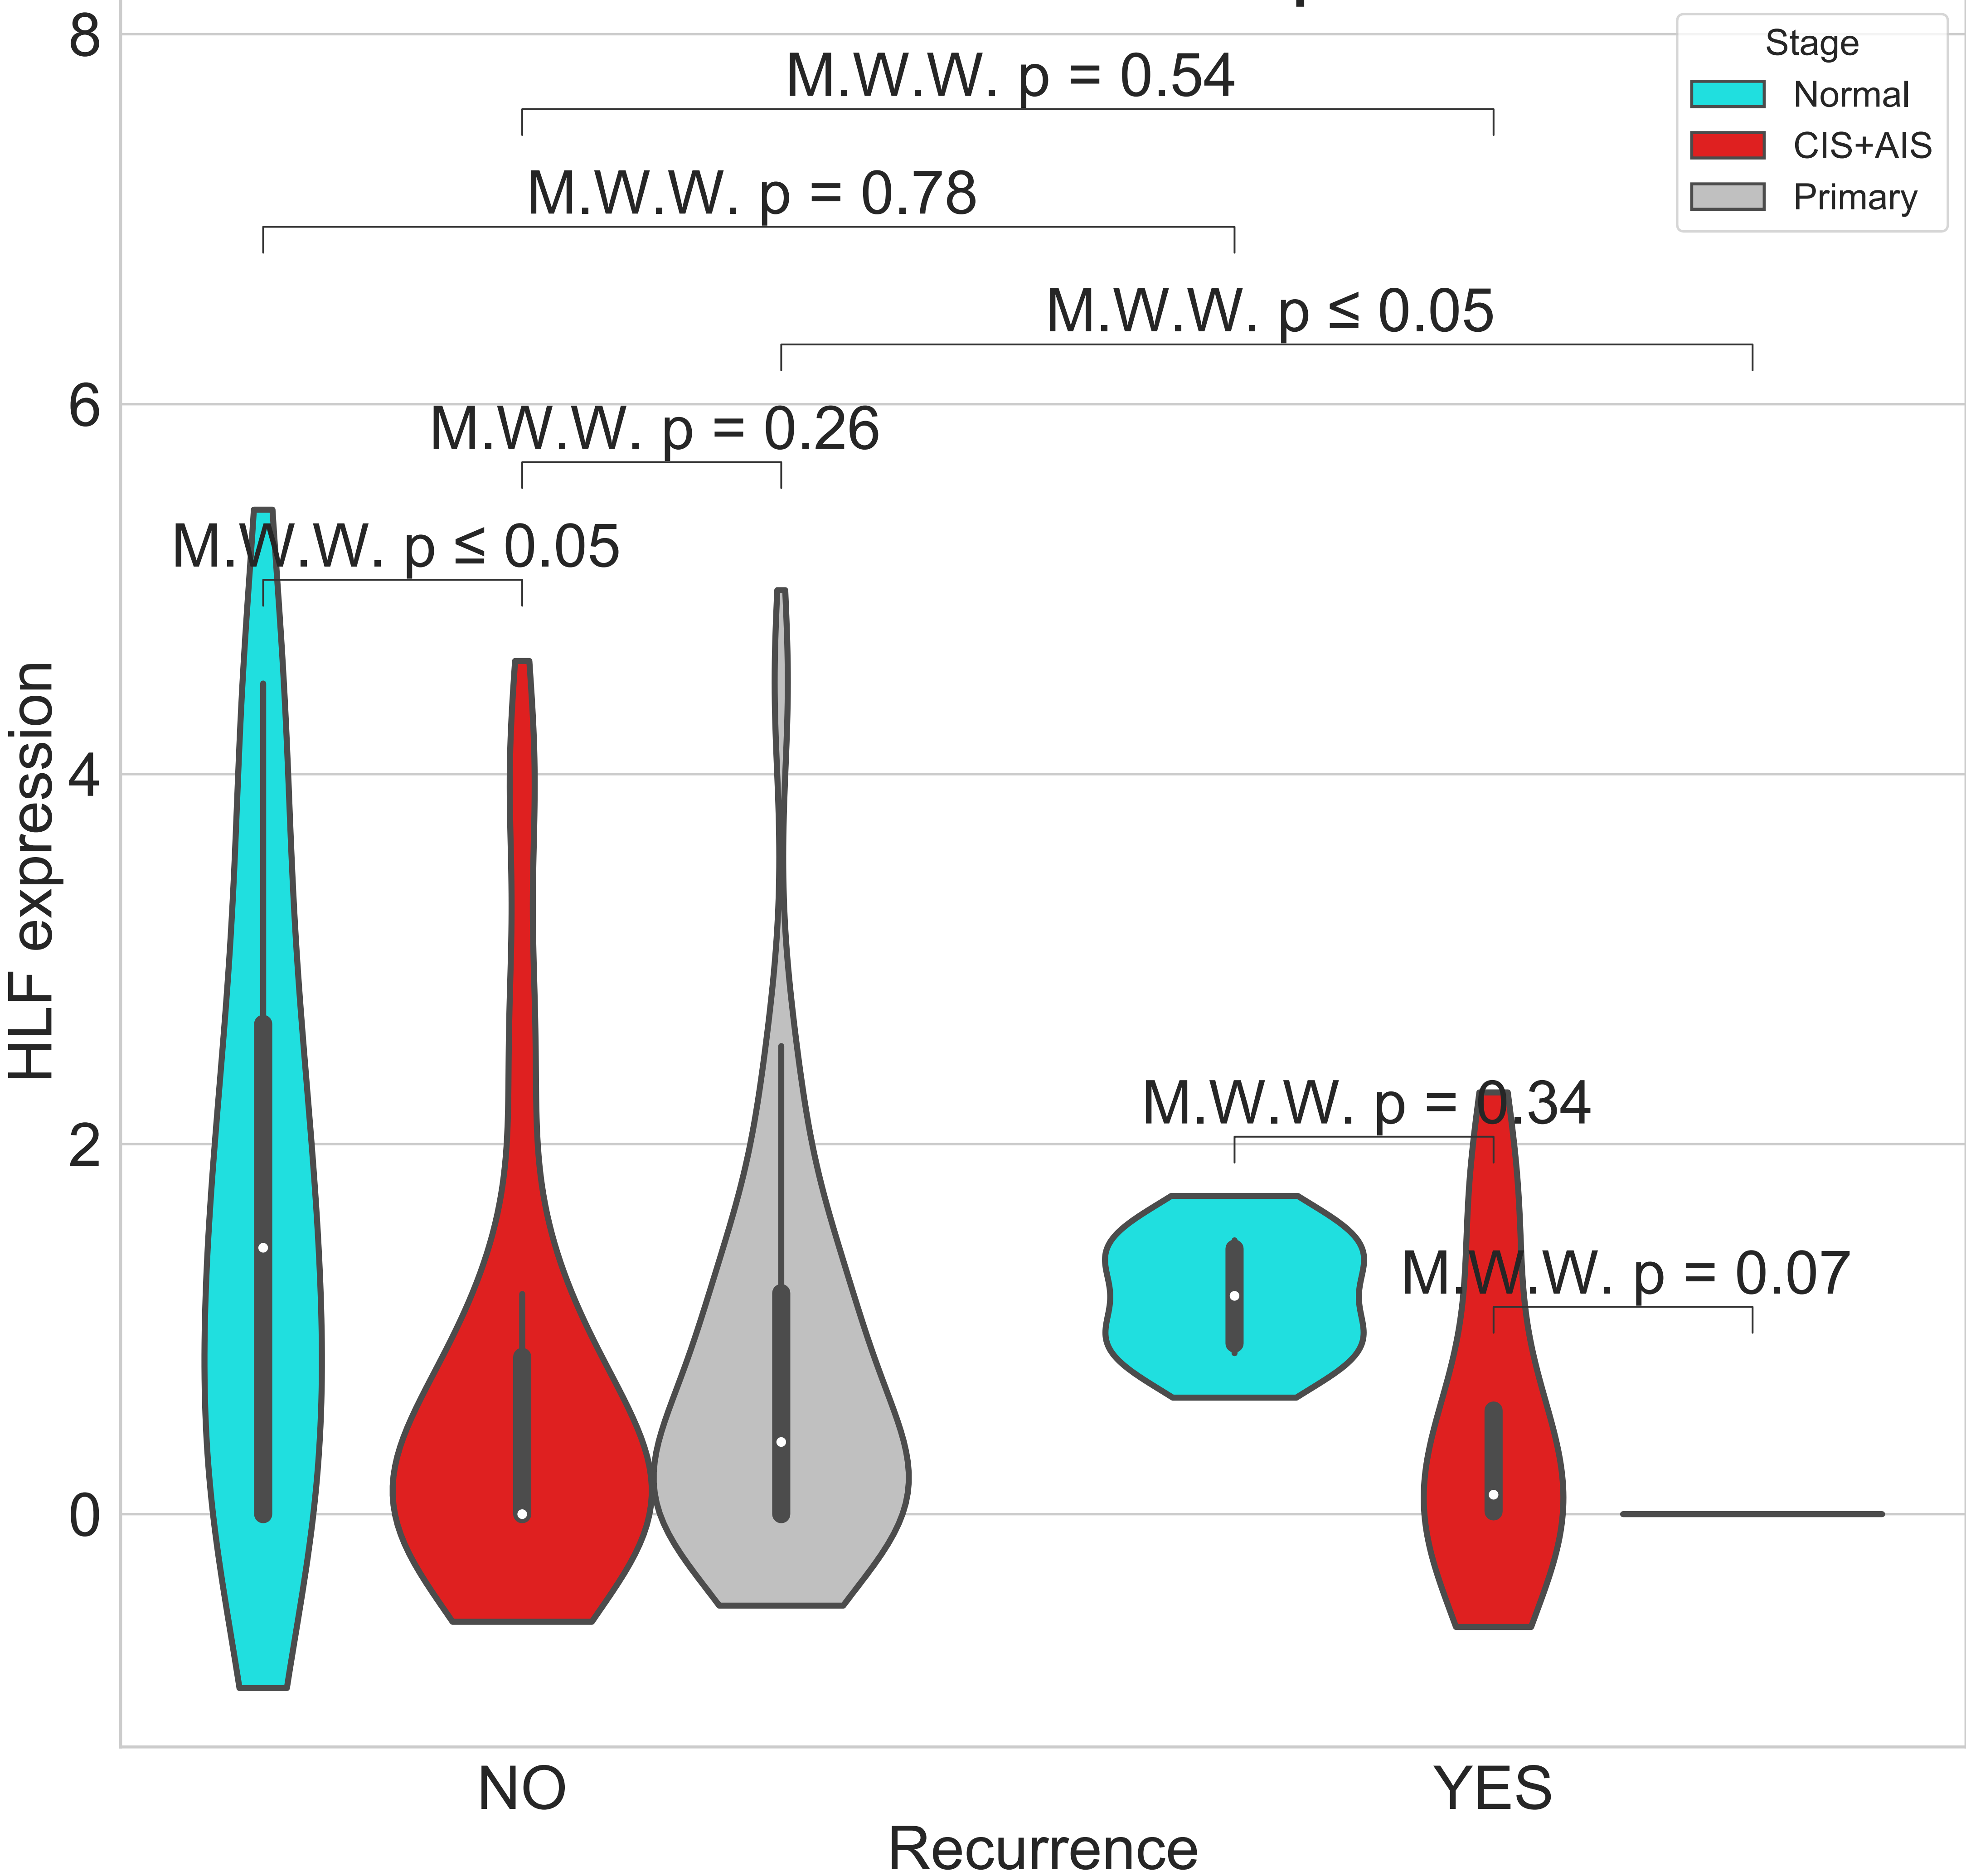 8
M.W.W. p = 0.54
Stage
Normal
CIS+AIS
Primary
M.W.W. p = 0.78
M.W.W. p ≤ 0.05
6
M.W.W. p = 0.26
M.W.W. p ≤ 0.05
4
HLF expression
M.W.W. p = 0.34
2
M.W.W. p = 0.07
0
NO
YES
Recurrence